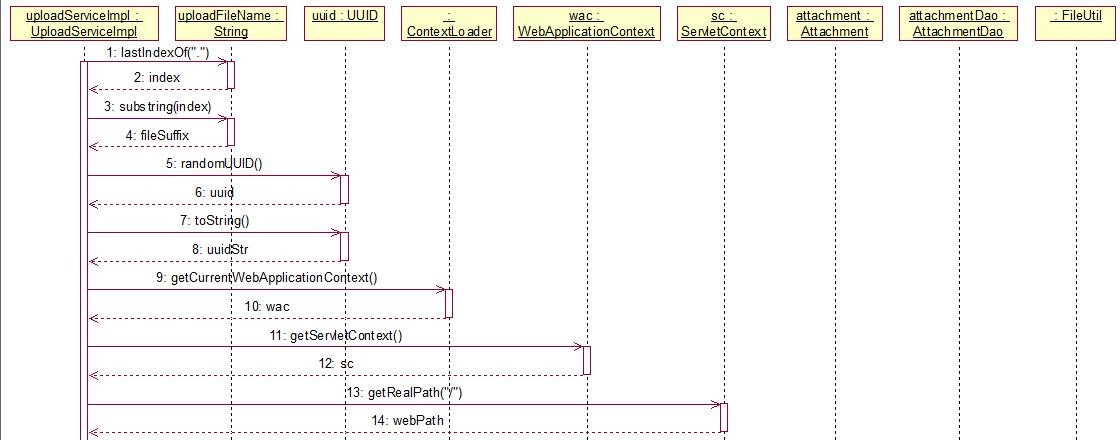 uploadServiceImpl : UploadServiceImpl
uploadFileName : String
uuid : UUID
: ContextLoader
wac : WebApplicationContext
sc : ServletContext
attachment : Attachment
attachmentDao : AttachmentDao
: FileUtil
1: lastIndexOf(".")
2: index
3: substring(index)
4: fileSuffix
5: randomUUID()
6: uuid
7: toString()
8: uuidStr
9: getCurrentWebApplicationContext()
10: wac
11: getServletContext()
12: sc
13: getRealPath("/")
14: webPath